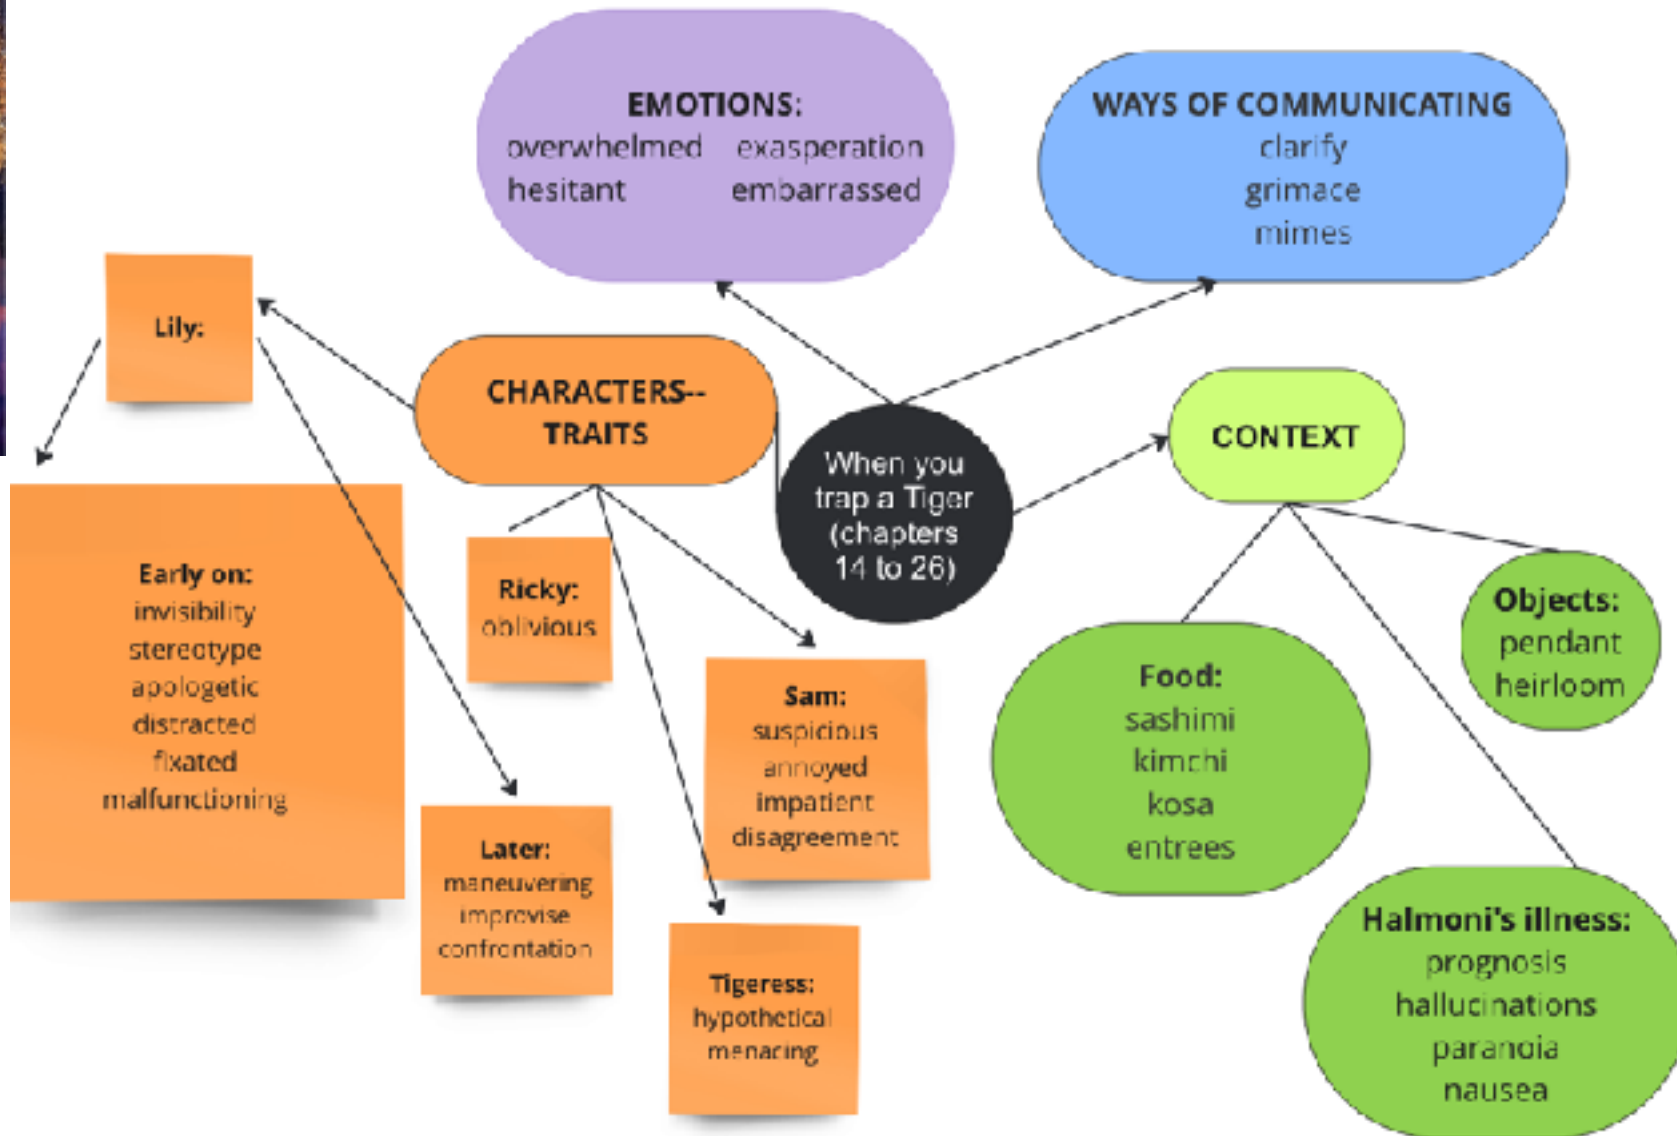 EMOTIONS:
overwhelmed exasperation
hesitant embarrassed
WAYS OF COMMUNICATING
clarify
grimace
mimes
Lily:
CHARACTERS--
TRAITS
When you
trap a Tiger
(chapters
14 to 26)
CONTEXT
Early on:
invisibility
stereotype
apologetic
distracted
fixated
malfunctioning
Ricky:
oblivious
Later:
maneuvering
improvise
confrontation
Sam:
suspicious
annoyed
impatient
disagreement
Tigeress:
hypothetical
menacing
Food:
sashimi
kimchi
kosa
entrees
Objects:
pendant
heirloom
Halmoni's illness:
prognosis
hallucinations
paranoia
nausea